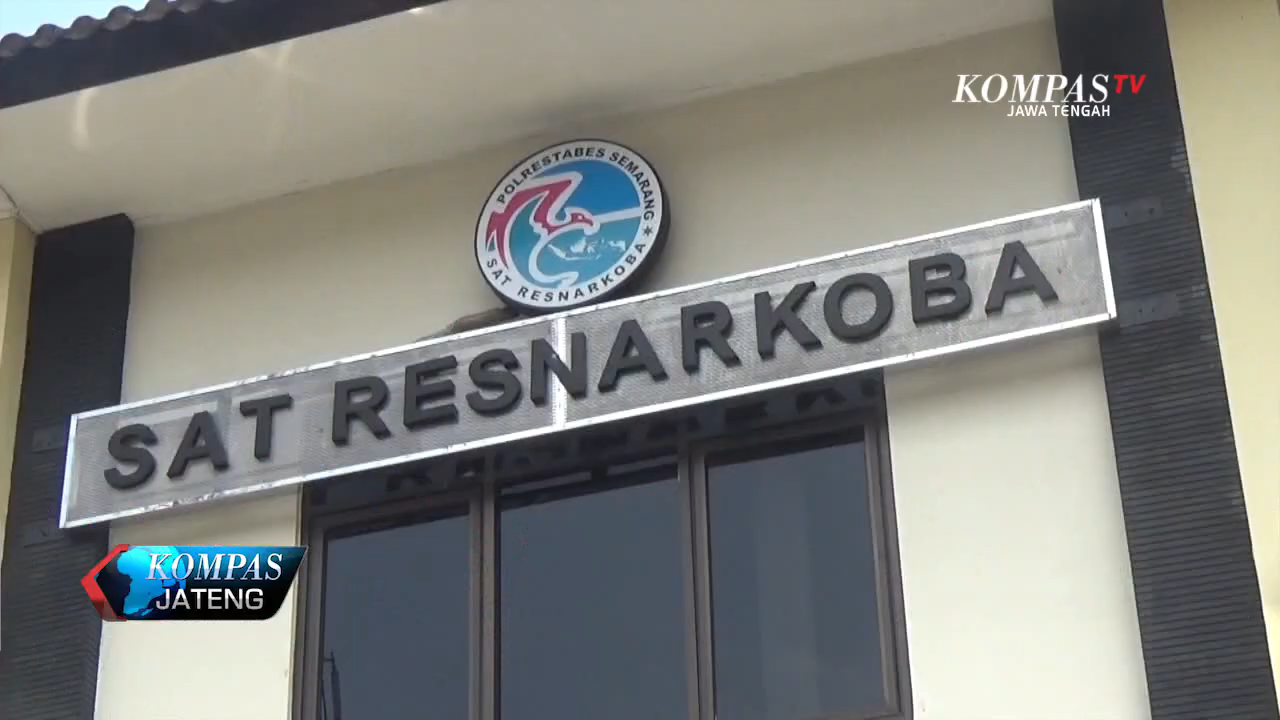 KOMPAS TV
JAWA TENGAH
POLRESTABES SEMARANG
SAT RESNARKOBA
SAT RESNARKOBA
KOMPAS
JATENG